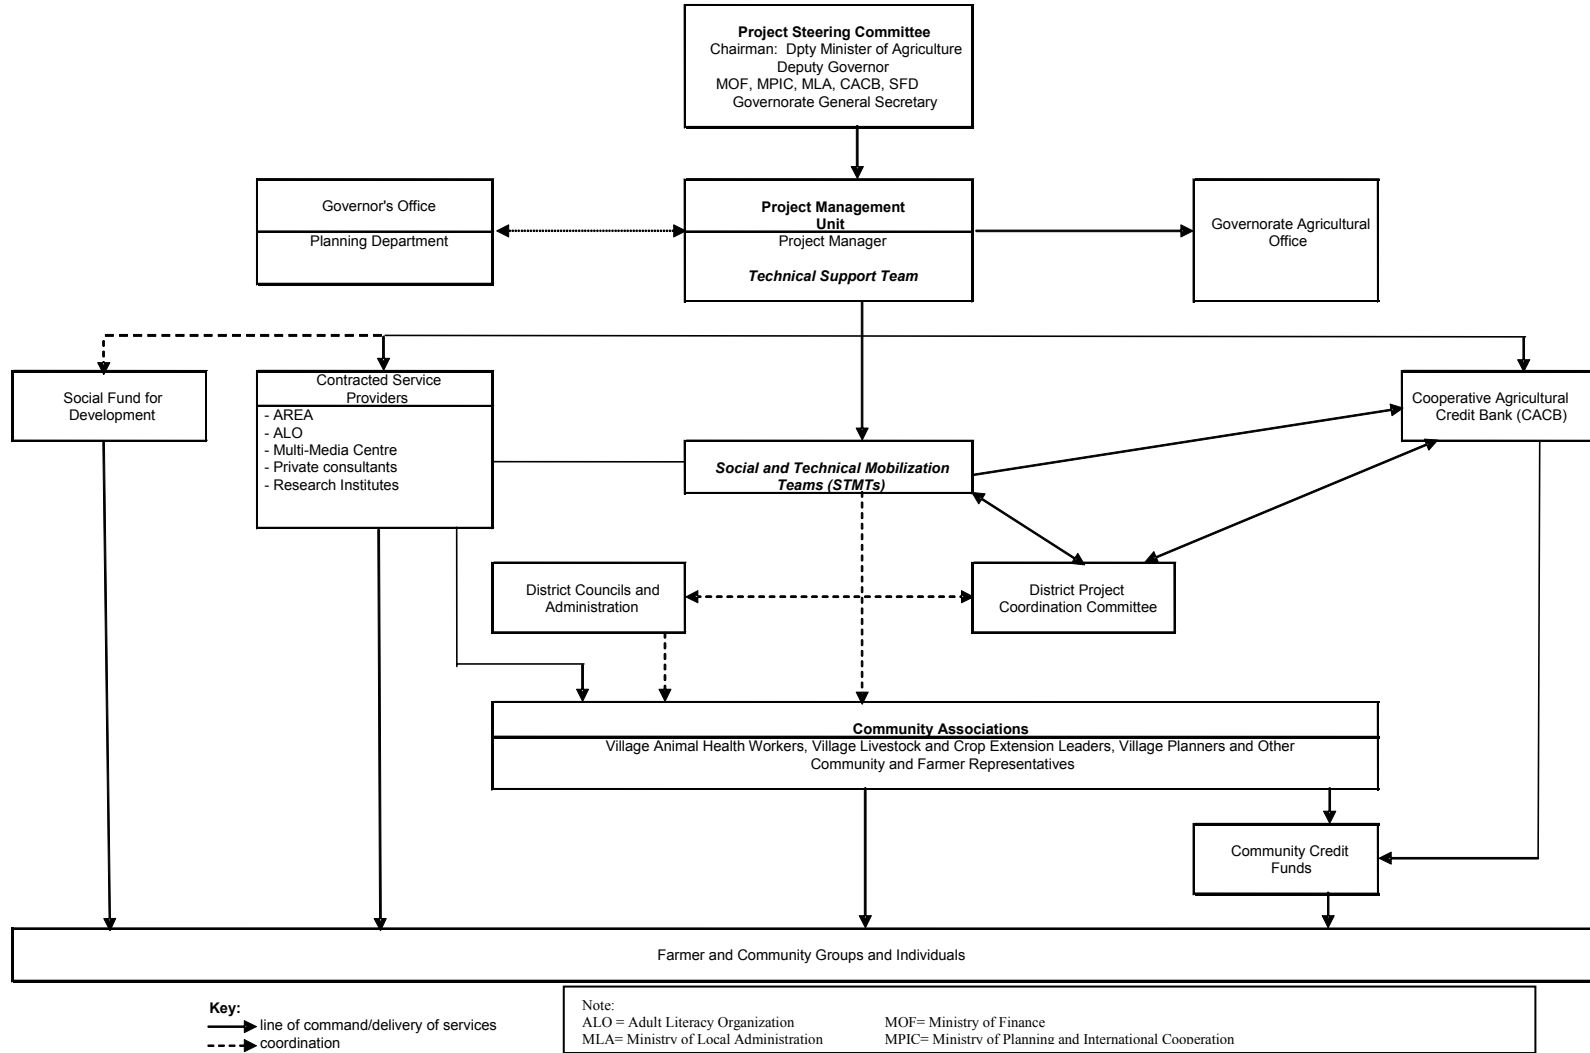 Project Steering Committee
Chairman: Dpty Minister of Agriculture
Deputy Governor
MOF, MPIC, MLA, CACB, SFD
Governorate General Secretary
Governor's Office
Planning Department
Project Management
Unit
Project Manager
Technical Support Team
Governorate Agricultural
Office
Social Fund for
Development
Contracted Service
Providers
- AREA
- ALO
- Multi-Media Centre
- Private consultants
- Research Institutes
Cooperative Agricultural
Credit Bank (CACB)
Social and Technical Mobilization
Teams (STMTs)
District Councils and
Administration
District Project
Coordination Committee
Community Associations
Village Animal Health Workers, Village Livestock and Crop Extension Leaders, Village Planners and Other
Community and Farmer Representatives
Community Credit
Funds
Farmer and Community Groups and Individuals
Key:
line of command/delivery of services
coordination
Note:
ALO = Adult Literacy Organization MOF= Ministry of Finance
MLA= Ministry of Local Administration MPIC= Ministry of Planning and International Cooperation